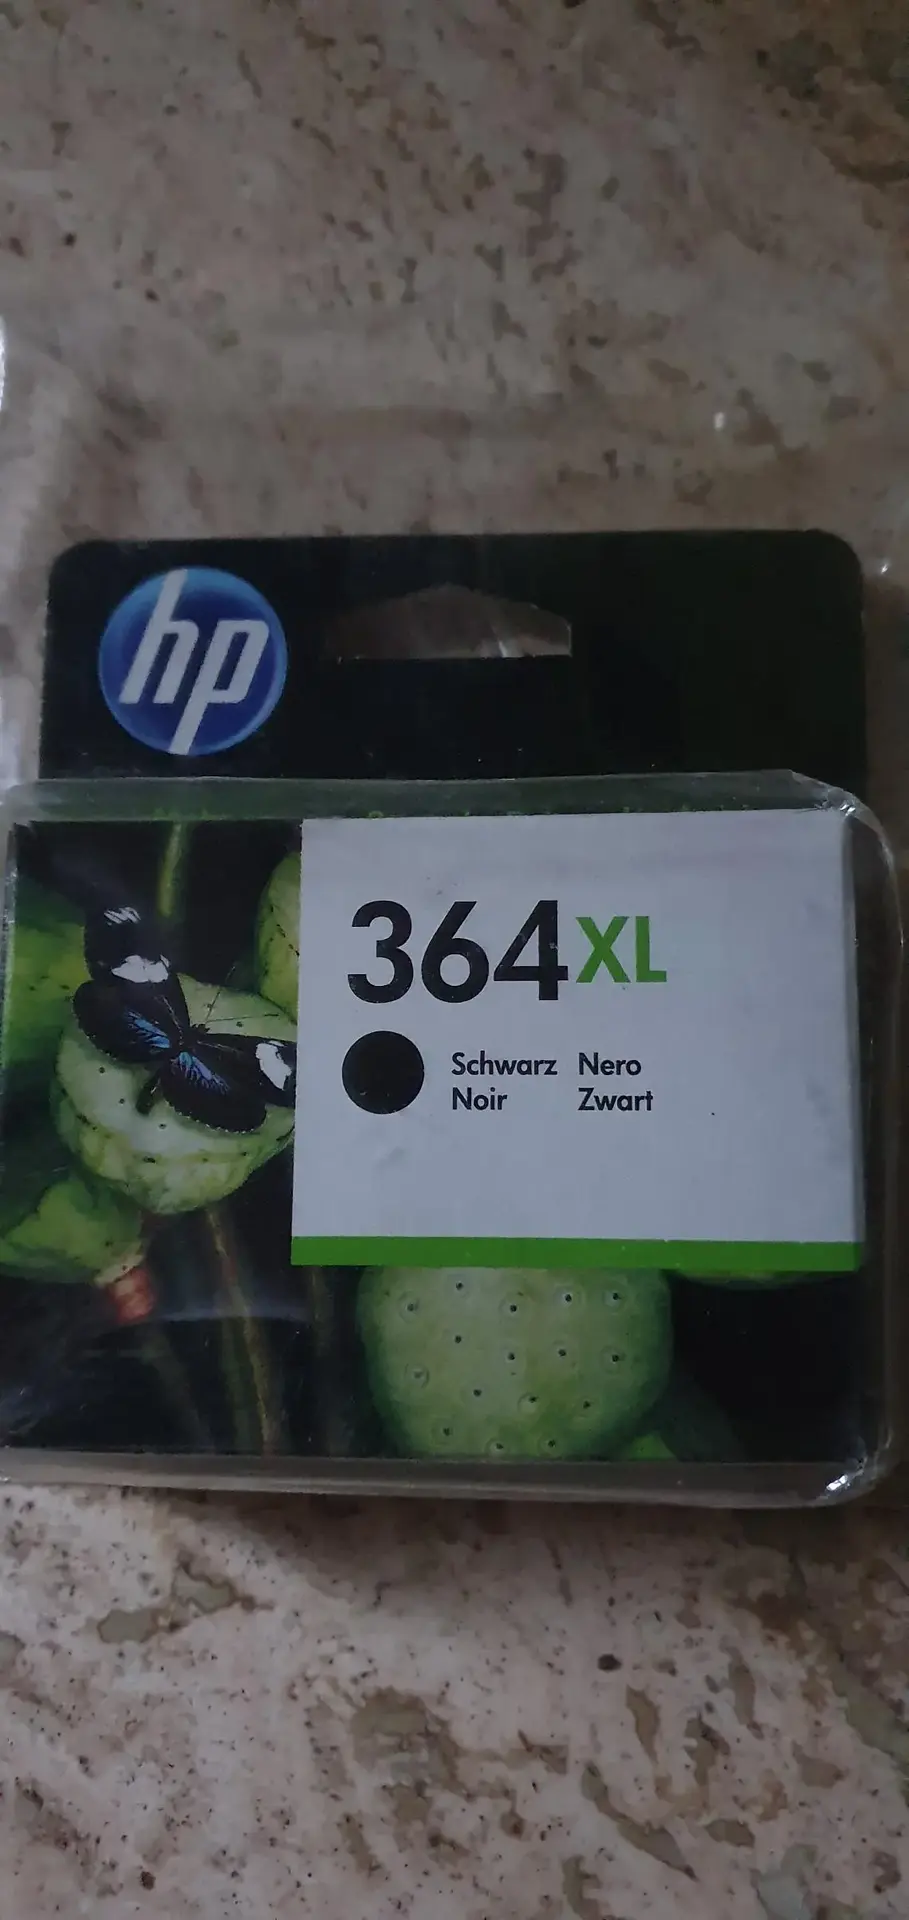 hp
364XL
Schwarz Nero
Noir Zwart